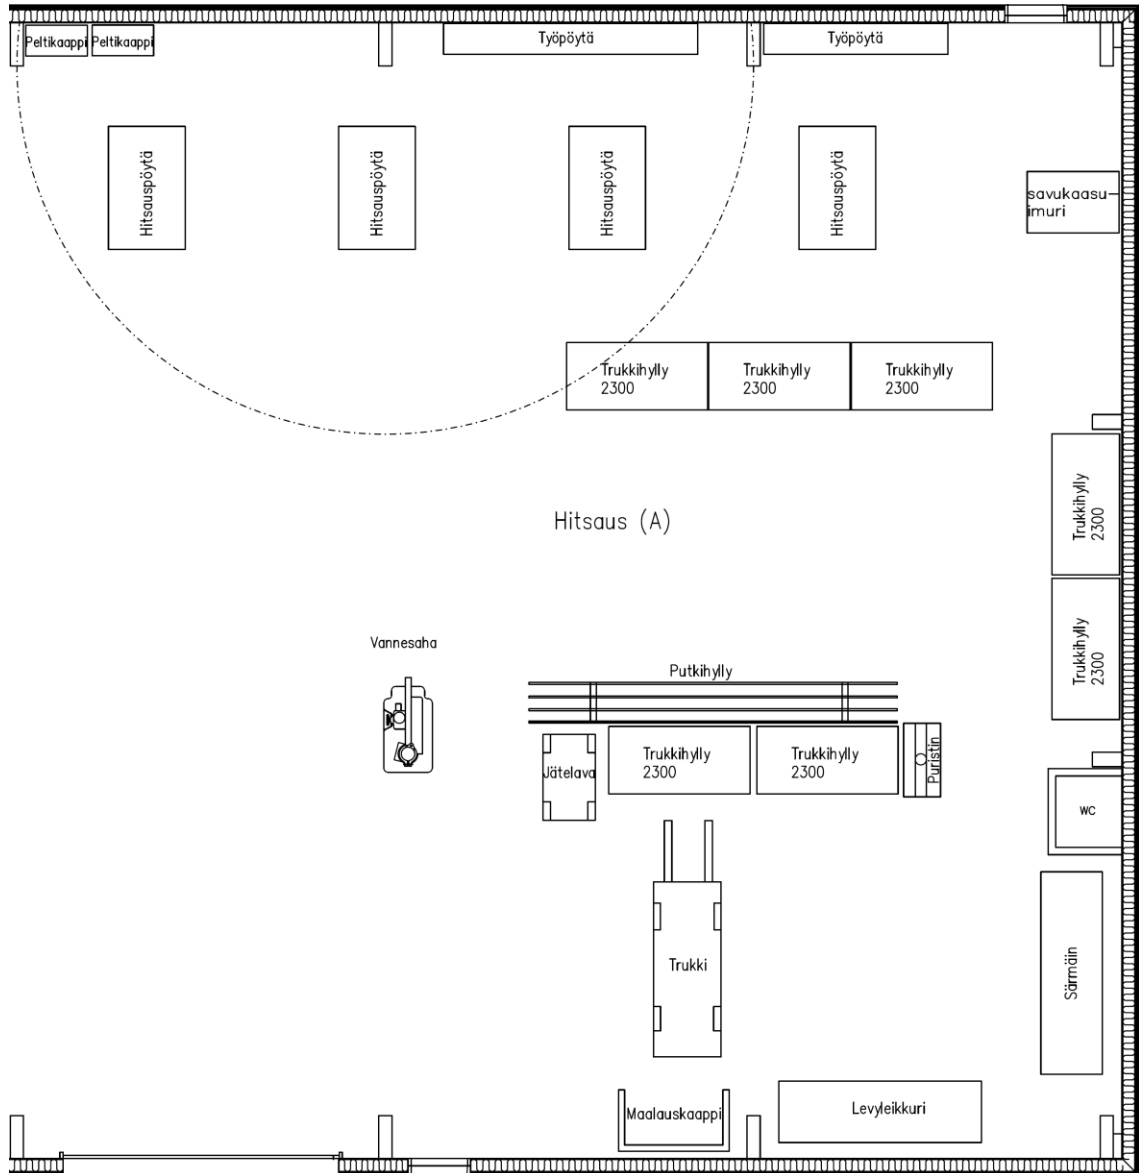 Peltikaappi
Peltikaappi
Työpöytä
Työpöytä
Hitsauspöytä
Hitsauspöytä
Hitsauspöytä
Hitsauspöytä
savukaasu-
imuri
Trukkihylly
2300
Trukkihylly
2300
Trukkihylly
2300
Trukkihylly
2300
Hitsaus (A)
Trukkihylly
2300
Vannesaha
Putkihylly
Jätelava
Trukkihylly
2300
Trukkihylly
2300
Puristin
WC
Trukki
Särmäin
Maalauskaappi
Levyleikkuri